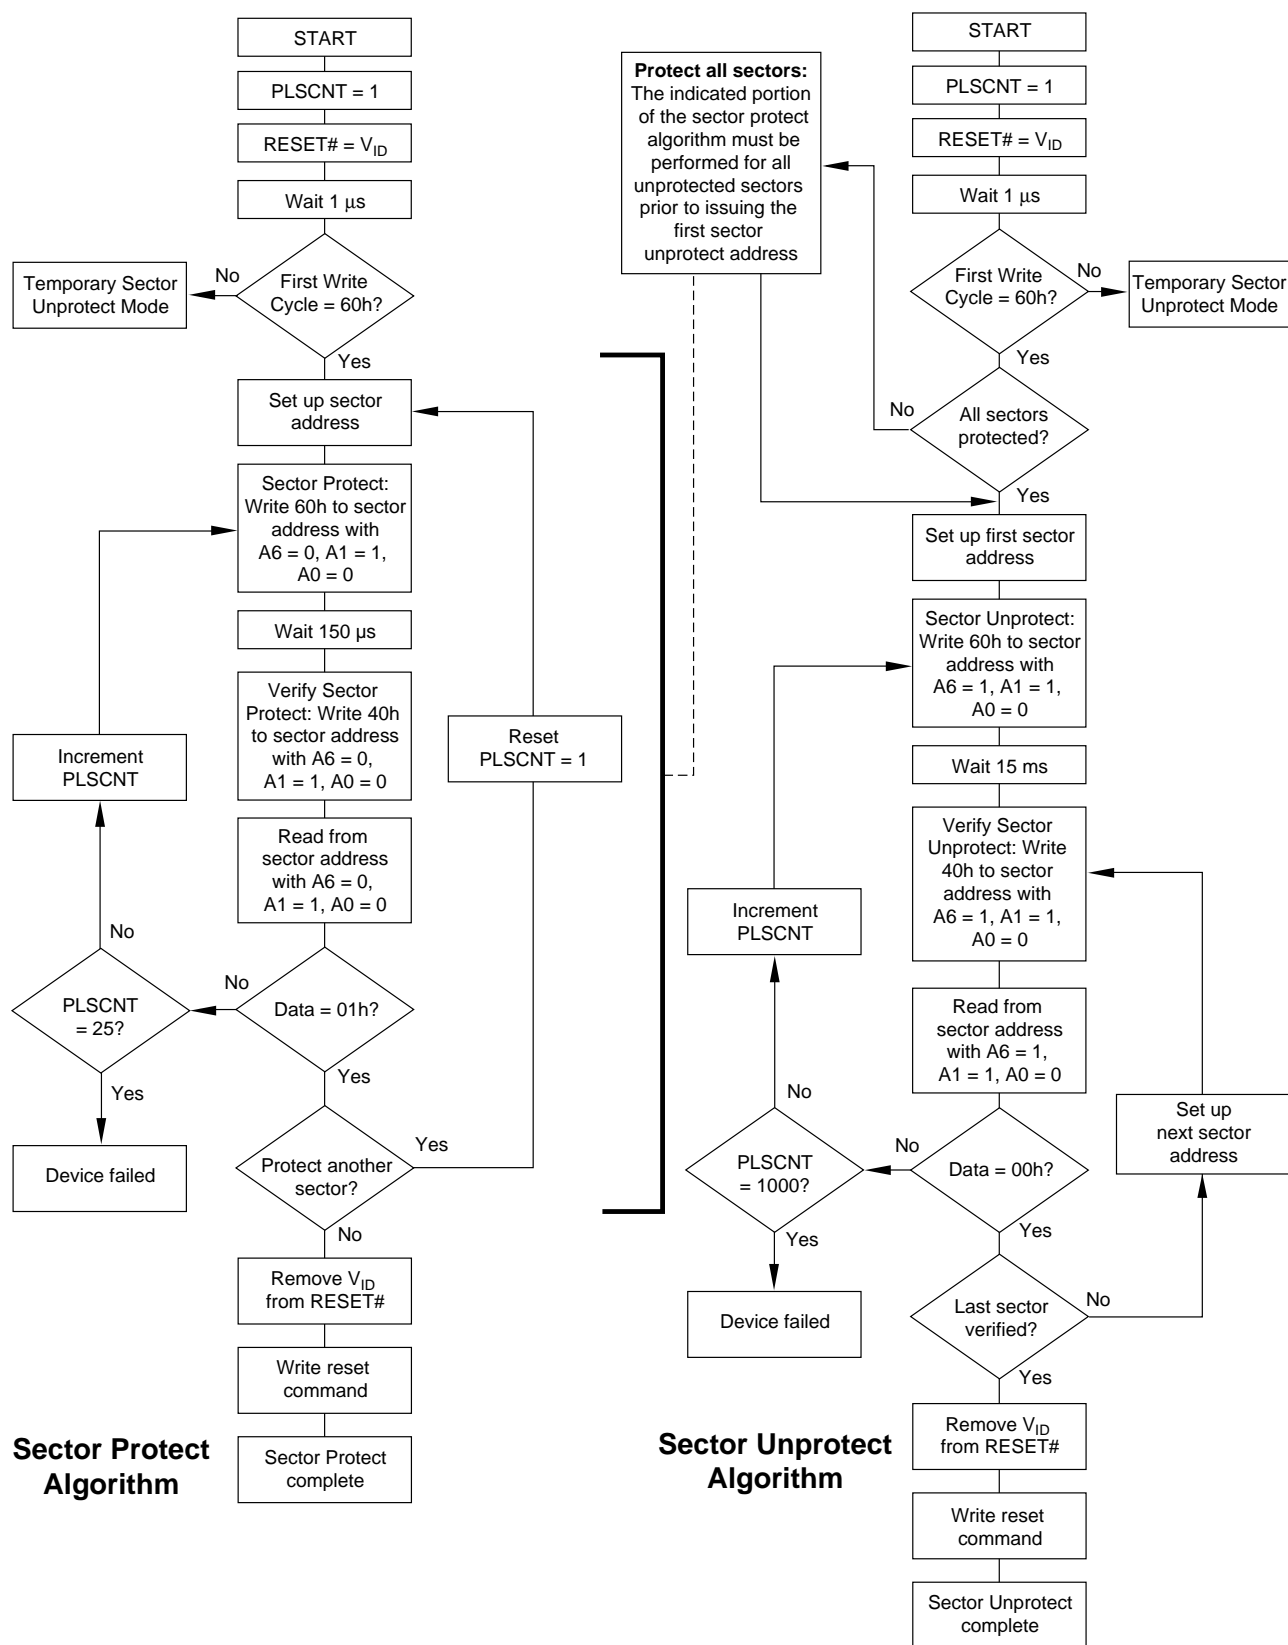 START
PLSCNT = 1
RESET# = VID
Wait 1 μs
First Write
Cycle = 60h?
No
Temporary Sector
Unprotect Mode
Yes
Set up sector
address
Sector Protect:
Write 60h to sector
address with
A6 = 0, A1 = 1,
A0 = 0
Wait 150 µs
Verify Sector
Protect: Write 40h
to sector address
with A6 = 0,
A1 = 1, A0 = 0
Reset
PLSCNT = 1
Increment
PLSCNT
Read from
sector address
with A6 = 0,
A1 = 1, A0 = 0
No
No
PLSCNT
= 25?
Data = 01h?
Yes
Yes
Device failed
Yes
Protect another
sector?
No
Remove VID
from RESET#
Write reset
command
Sector Protect
complete
Sector Protect
Algorithm
START
Protect all sectors:
The indicated portion
of the sector protect
algorithm must be
performed for all
unprotected sectors
prior to issuing the
first sector
unprotect address
PLSCNT = 1
RESET# = VID
Wait 1 μs
First Write
Cycle = 60h?
No
Temporary Sector
Unprotect Mode
Yes
No
All sectors
protected?
Yes
Set up first sector
address
Sector Unprotect:
Write 60h to sector
address with
A6 = 1, A1 = 1,
A0 = 0
Wait 15 ms
Verify Sector
Unprotect: Write
40h to sector
address with
A6 = 1, A1 = 1,
A0 = 0
Increment
PLSCNT
Read from
sector address
with A6 = 1,
A1 = 1, A0 = 0
No
Set up
next sector
address
No
PLSCNT
= 1000?
Data = 00h?
Yes
Yes
Device failed
Last sector
verified?
No
Yes
Remove VID
from RESET#
Write reset
command
Sector Unprotect
complete
Sector Unprotect
Algorithm